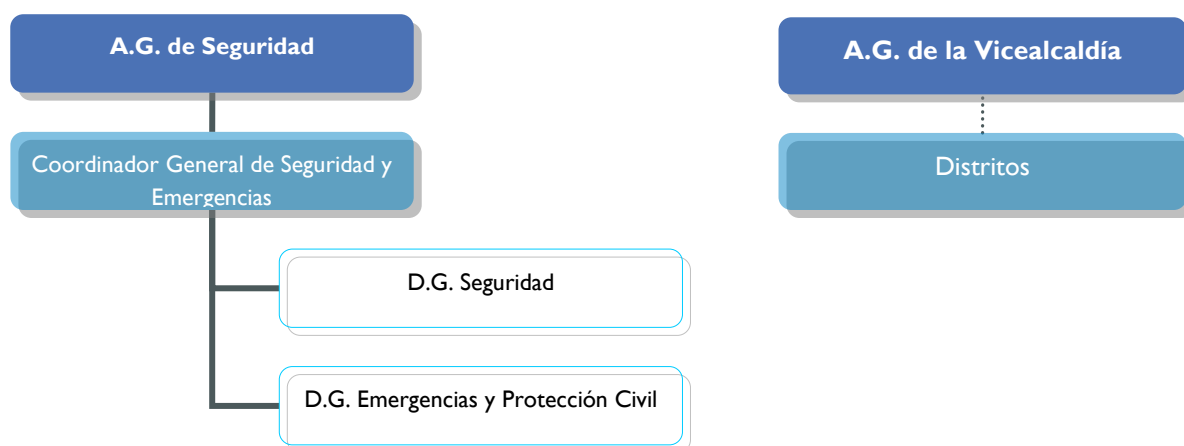 A.G. de Seguridad
Coordinador General de Seguridad y
Emergencias
D.G. Seguridad
D.G. Emergencias y Protección Civil
A.G. de la Vicealcaldía
Distritos